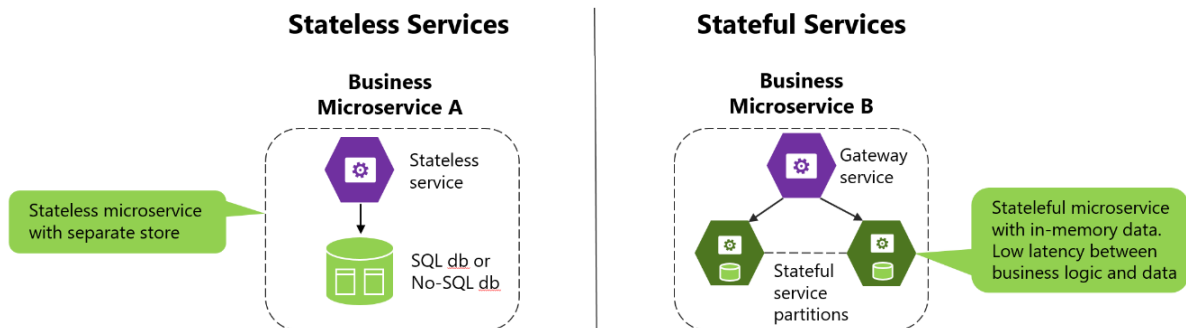 Stateless Services
Business
Microservice A
Stateless
service
SQL db or
No-SQL db
Stateless microservice
with separate store
Stateful Services
Business
Microservice B
Gateway
service
Stateful
service
partitions
Stateleful microservice
with in-memory data.
Low latency between
business logic and data